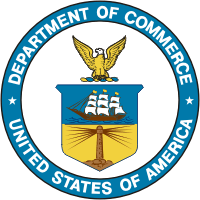 DEPARTMENT OF COMMERCE
UNITED STATES OF AMERICA